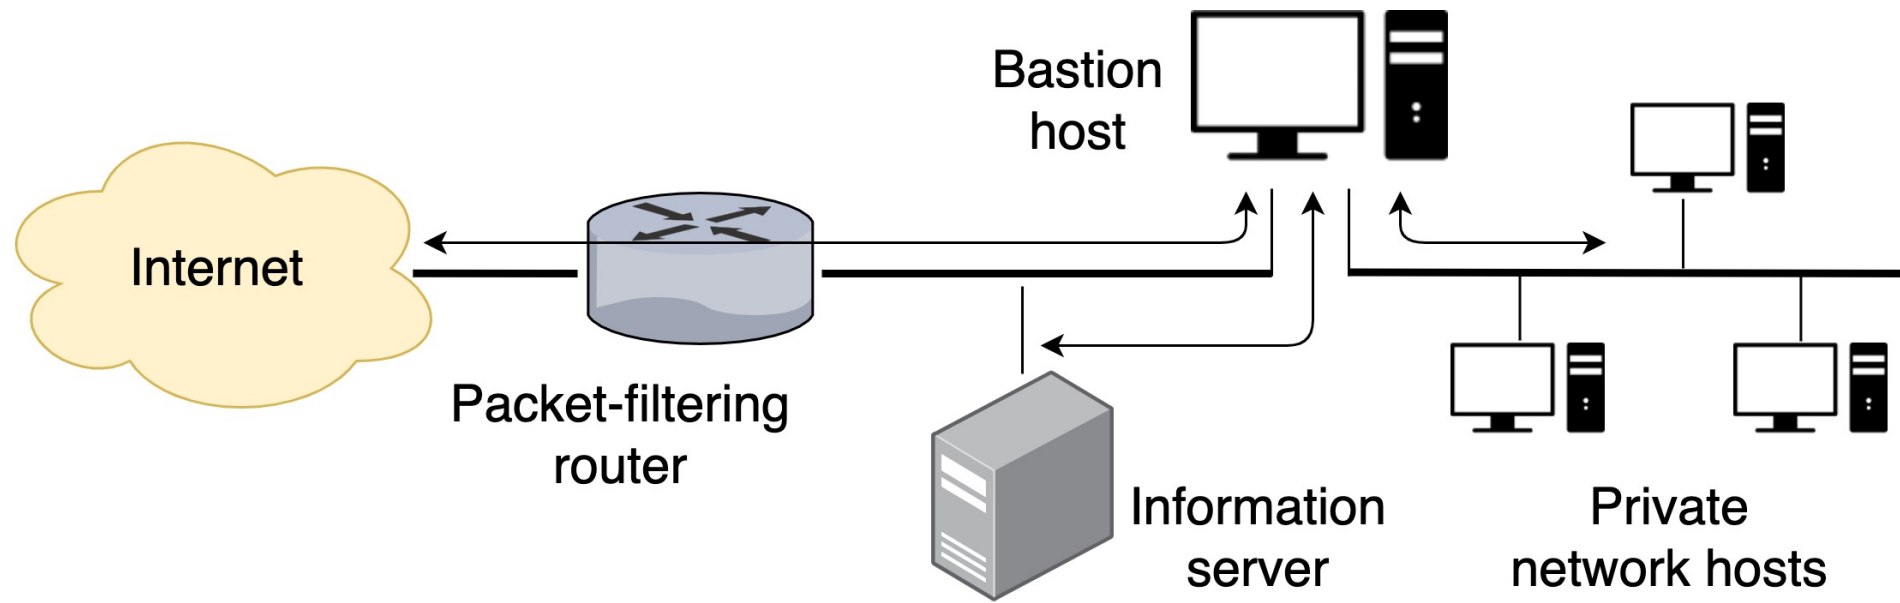 Bastion
host
Internet
Packet-filtering
router
Information
server
Private
network hosts